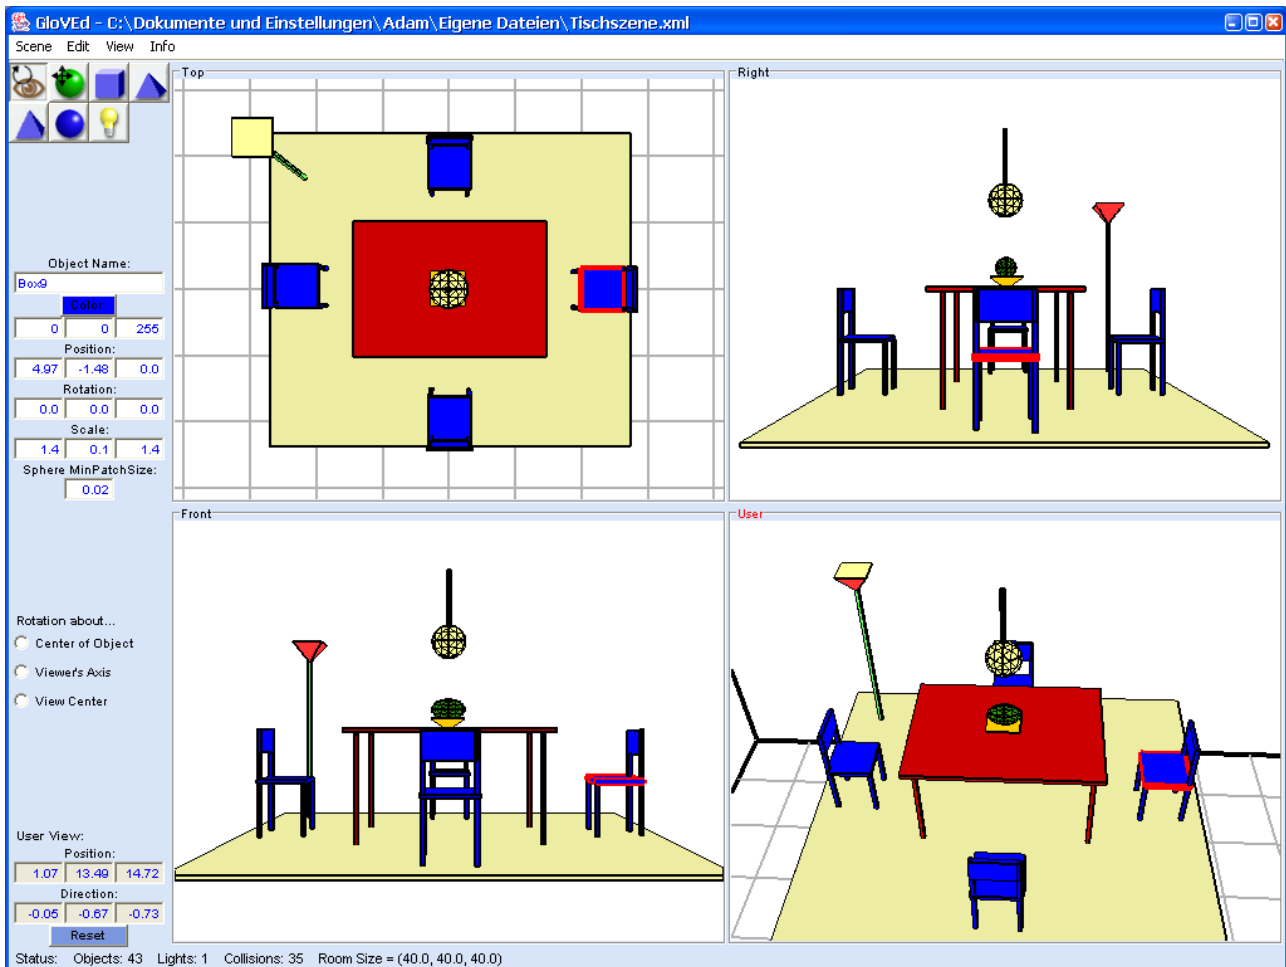 GloVEd - C:\Dokumente und Einstellungen\Adam\Eigene Dateien\Tischszene.xml
Scene Edit View Info
Top
Right
Object Name:
Box9
Color:
0 0 255
Position:
4.97 -1.48 0.0
Rotation:
0.0 0.0 0.0
Scale:
1.4 0.1 1.4
Sphere MinPatchSize:
0.02
Front
User
Rotation about...
Center of Object
Viewer's Axis
View Center
User View:
Position:
1.07 13.49 14.72
Direction:
-0.05 -0.67 -0.73
Reset
Status: Objects: 43 Lights: 1 Collisions: 35 Room Size = (40.0, 40.0, 40.0)